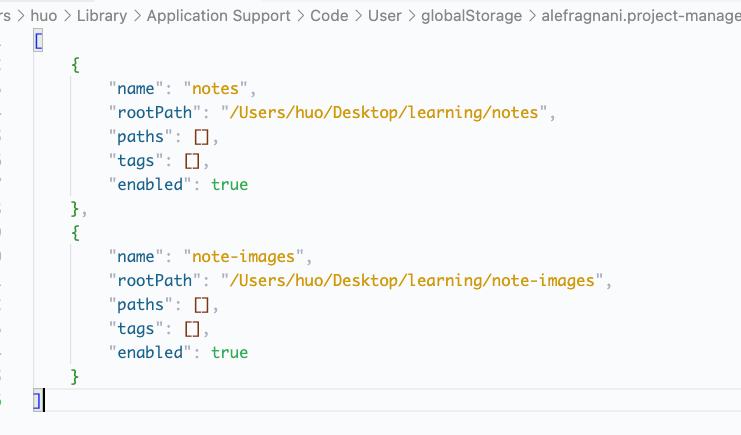 rs > huo > Library > Application Support > Code > User > globalStorage > alefragnani.project-manage
[
    {
        "name": "notes",
        "rootPath": "/Users/huo/Desktop/learning/notes",
        "paths": [],
        "tags": [],
        "enabled": true
    },
    {
        "name": "note-images",
        "rootPath": "/Users/huo/Desktop/learning/note-images",
        "paths": [],
        "tags": [],
        "enabled": true
    }
]